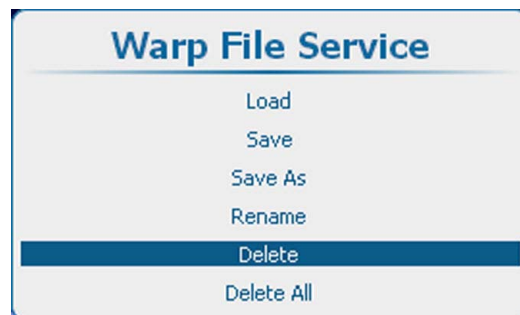 Warp File Service
Load
Save
Save As
Rename
Delete
Delete All